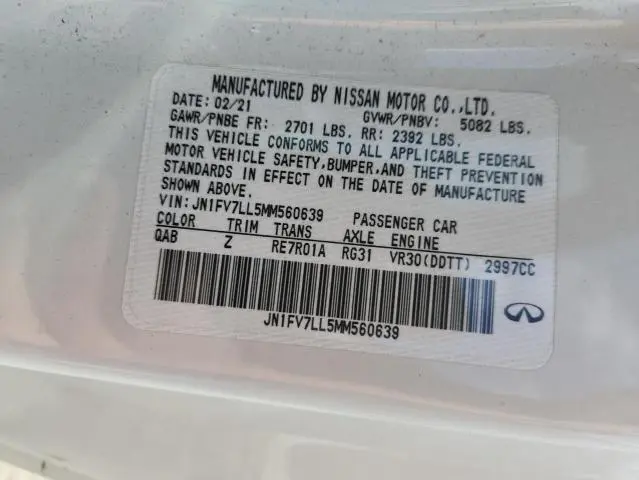 MANUFACTURED BY NISSAN MOTOR CO.,LTD.
DATE: 02/21 GVWR/PNBV: 5082 LBS.
GAWR/PNBE FR: 2701 LBS. RR: 2392 LBS.
THIS VEHICLE CONFORMS TO ALL APPLICABLE FEDERAL
MOTOR VEHICLE SAFETY,BUMPER,AND THEFT PREVENTION
STANDARDS IN EFFECT ON THE DATE OF MANUFACTURE
SHOWN ABOVE.
VIN: JN1FV7LL5MM560639 PASSENGER CAR
COLOR TRIM TRANS AXLE ENGINE
QAB Z RE7R01A RG31 VR30(DDTT) 2997CC
JN1FV7LL5MM560639